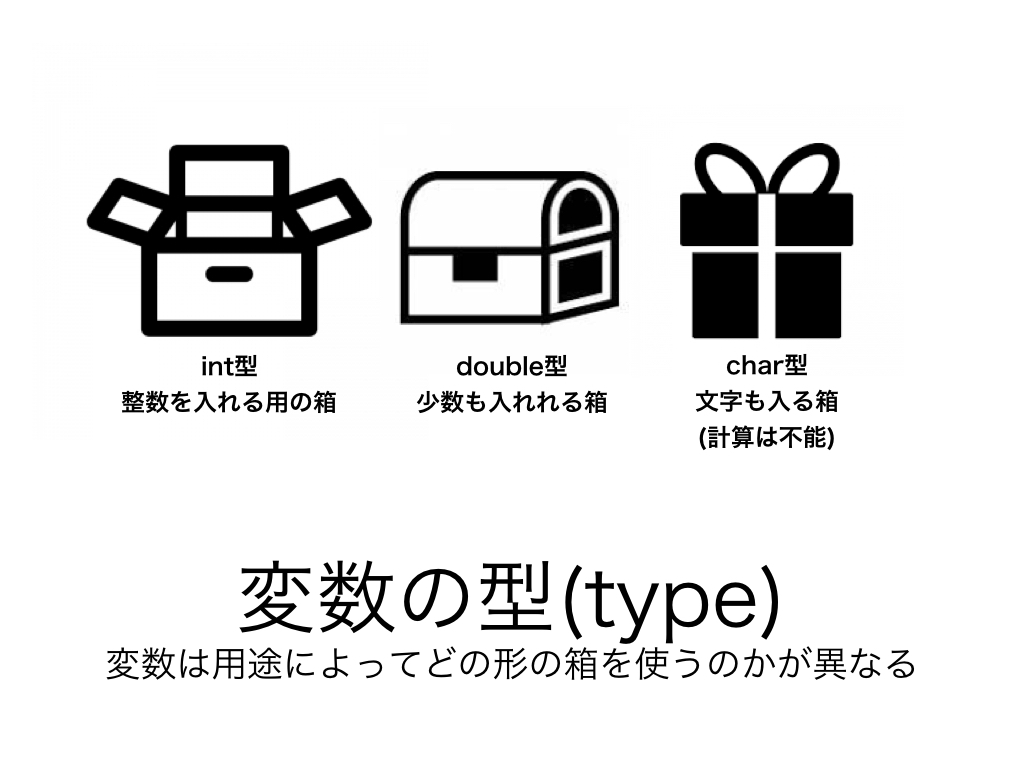 int型
整数を入れる用の箱
double型
少数も入れれる箱
char型
文字も入る箱
(計算は不能)
変数の型(type)
変数は用途によってどの形の箱を使うのかが異なる